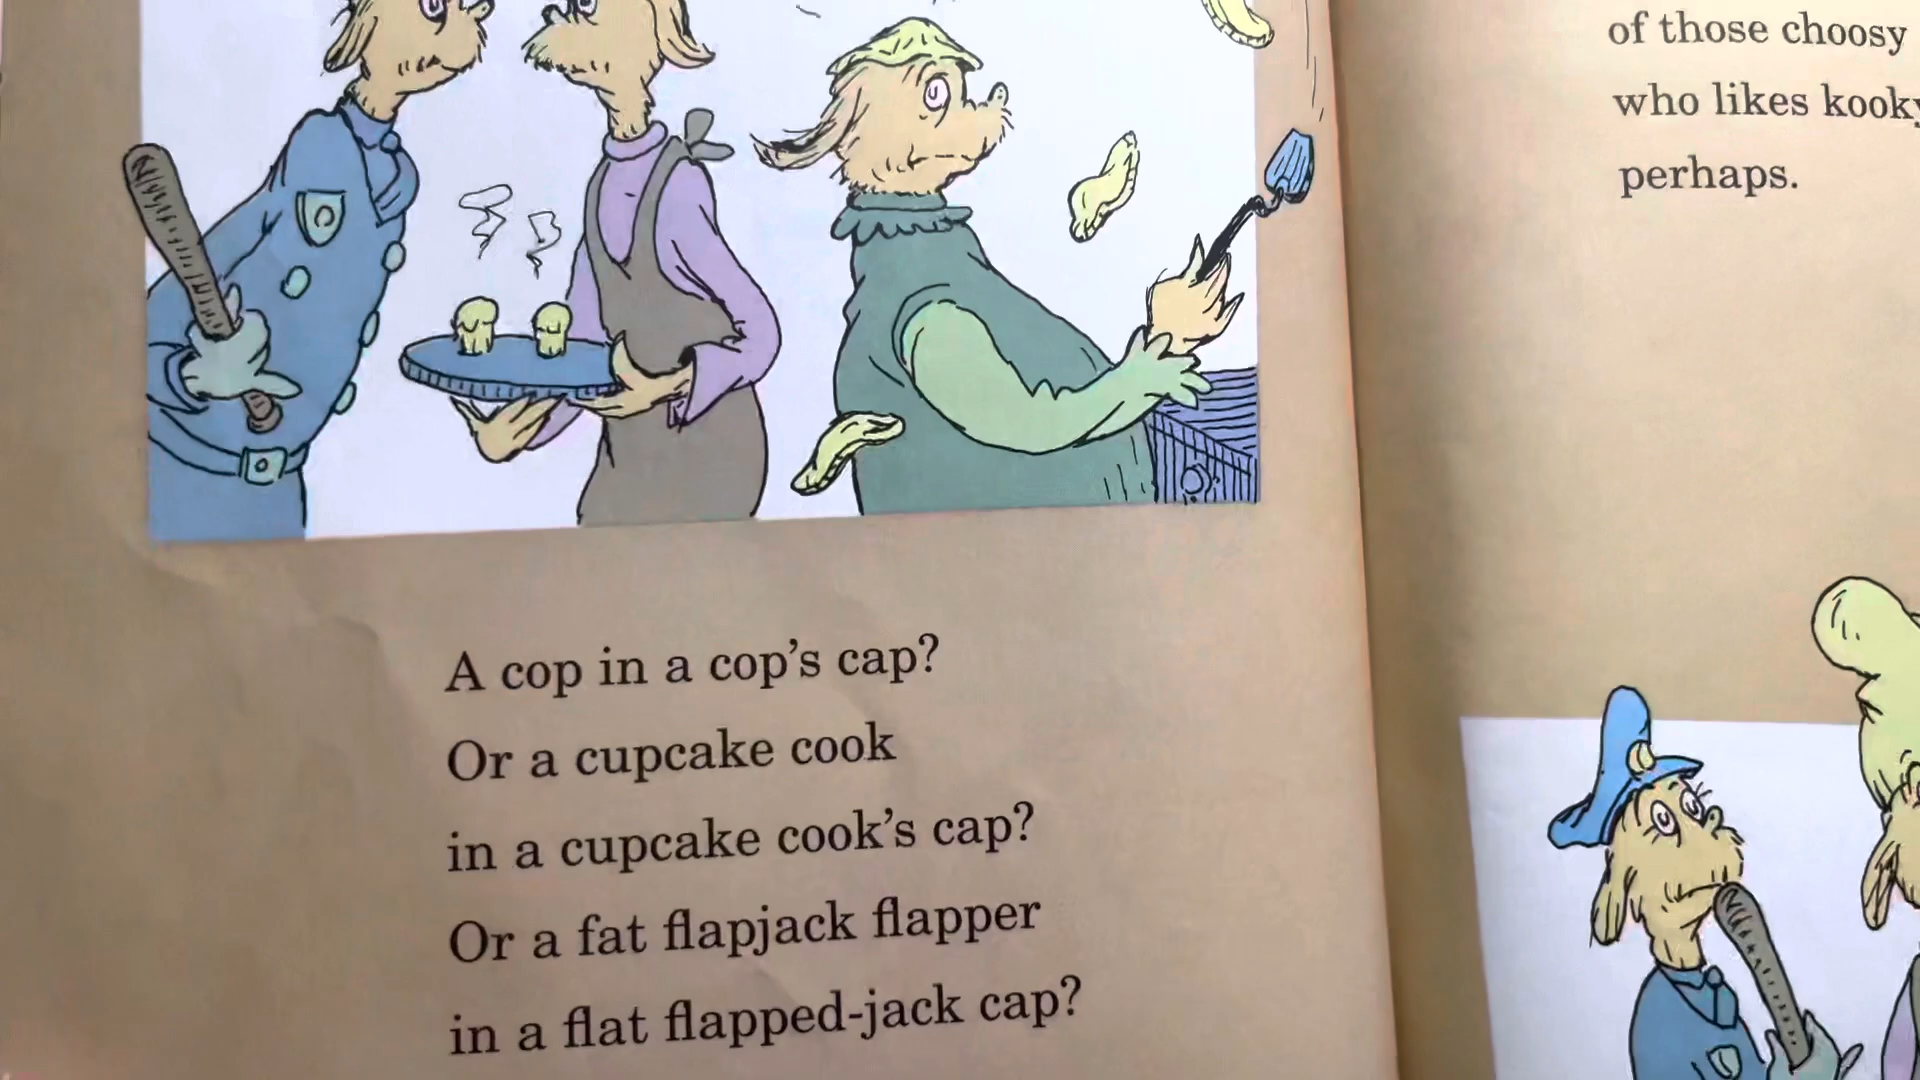 A cop in a cop's cap?
Or a cupcake cook
in a cupcake cook's cap?
Or a fat flapjack flapper
in a flat flapped-jack cap?
of those choosy
who likes kooky
perhaps.